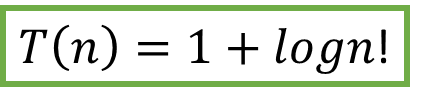 T(n) = 1 + logn!